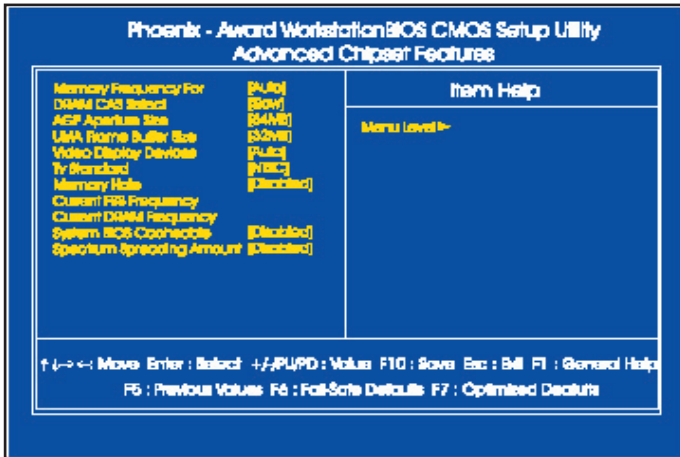 Phoenix - Award WorkstationBIOS CMOS Setup Utility
Advanced Chipset Features
Memory Frequency For [Auto]
DRAM CAS Select
AGP Aperture Size [64MB]
UMA Frame Buffer Size [32MB]
Video Display Devices [Auto]
Tv Standard [NTSC]
Memory Hole [Disabled]
Current FSB Frequency
Current DRAM Frequency
System BIOS Cacheable [Disabled]
Spectrum Spreading Amount [Disabled]
Item Help
Menu Level
↑↓→←: Move Enter : Select +/-/PU/PD : Value F10 : Save Esc : Exit F1 : General Help
F5 : Previous Values F6 : Fail-Safe Defaults F7 : Optimized